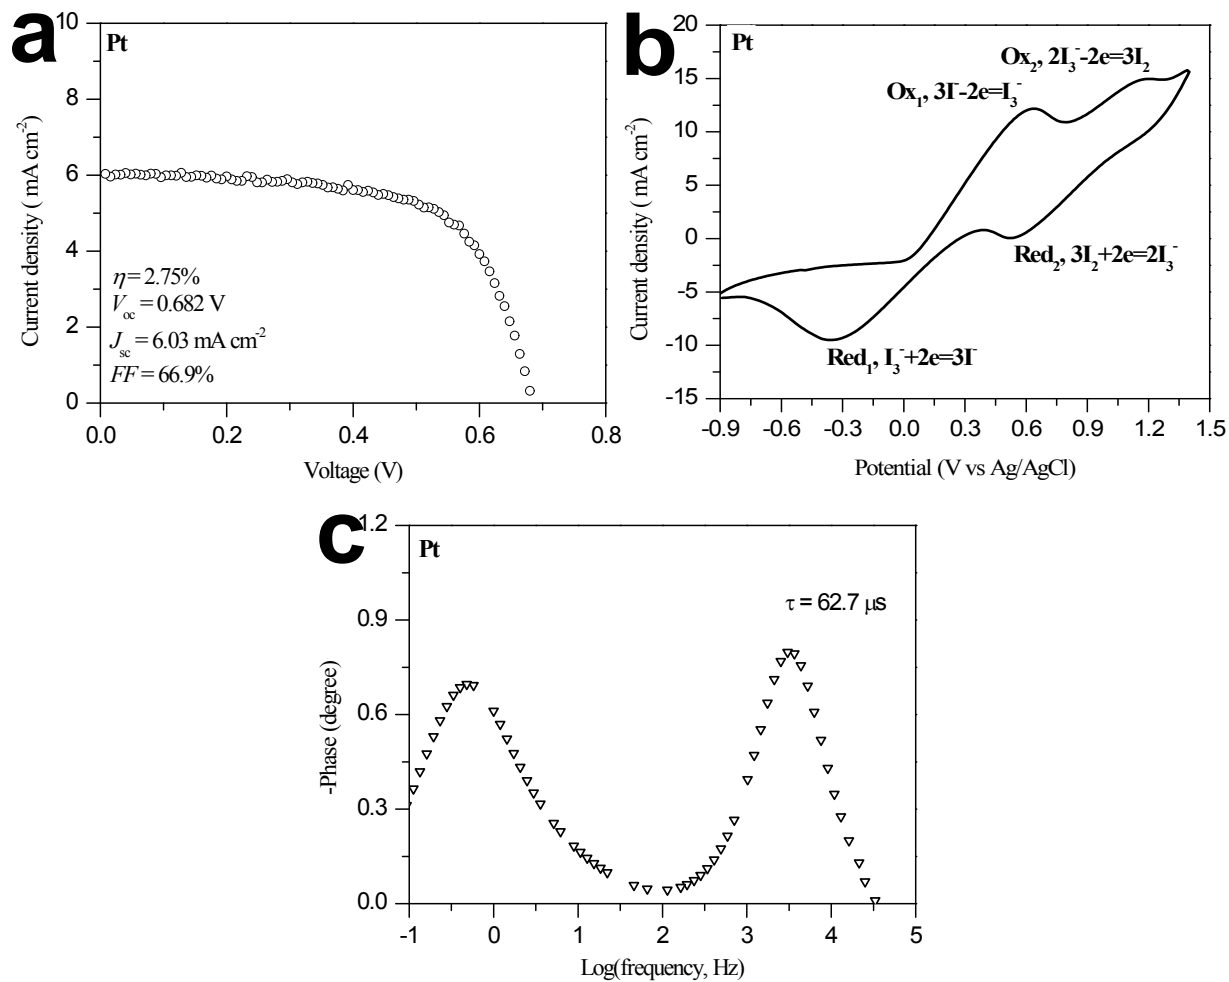 a
Pt
Current density ( mA cm⁻²)
10
8
6
4
2
0
η = 2.75%
V_oc = 0.682 V
J_sc = 6.03 mA cm⁻²
FF = 66.9%
0.0 0.2 0.4 0.6 0.8
Voltage (V)
b
Pt
Current density ( mA cm⁻²)
20
15
10
5
0
-5
-10
-15
Ox₂, 2I₃⁻-2e=3I₂
Ox₁, 3I⁻-2e=I₃⁻
Red₂, 3I₂+2e=2I₃⁻
Red₁, I₃⁻+2e=3I⁻
-0.9 -0.6 -0.3 0.0 0.3 0.6 0.9 1.2 1.5
Potential (V vs Ag/AgCl)
c
Pt
-Phase (degree)
1.2
0.9
0.6
0.3
0.0
τ = 62.7 μs
-1 0 1 2 3 4 5
Log(frequency, Hz)